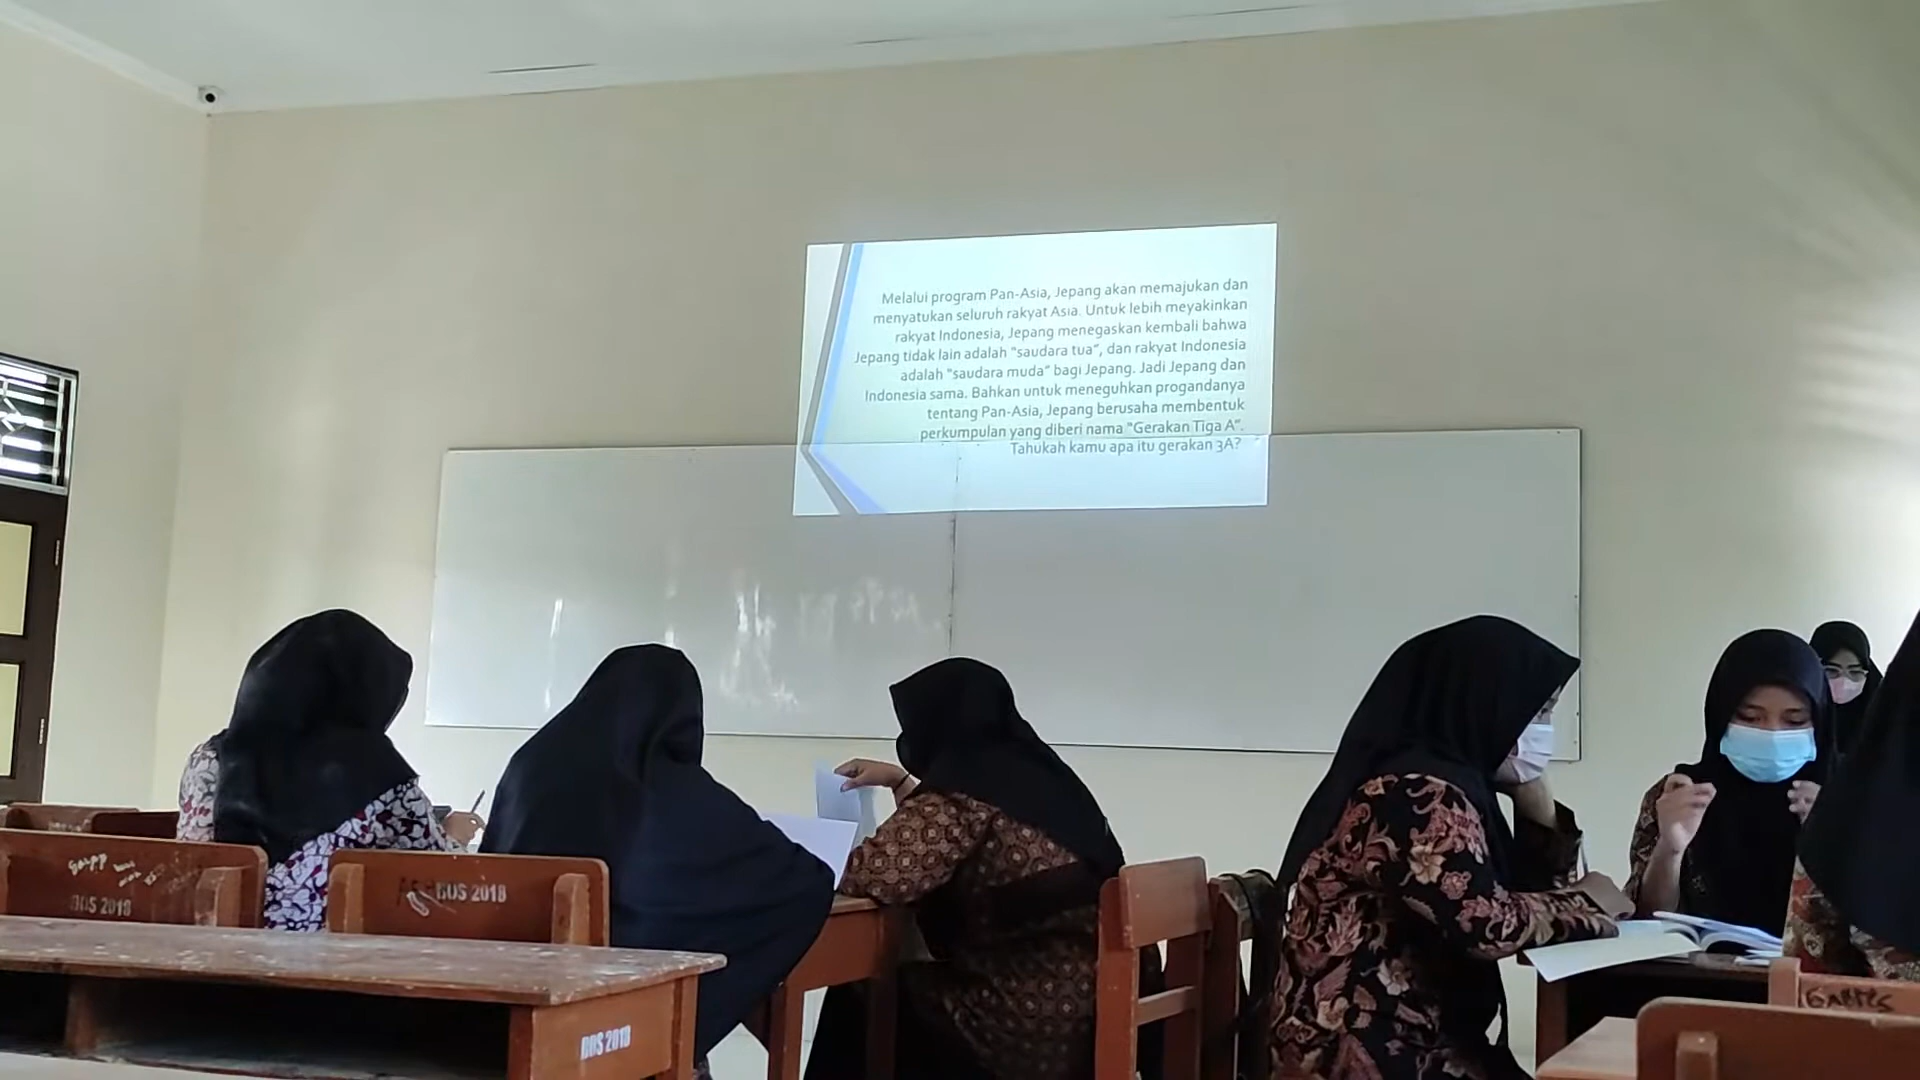 Melalui program Pan-Asia, Jepang akan memajukan dan
menyatukan seluruh rakyat Asia. Untuk lebih meyakinkan
rakyat Indonesia, Jepang menegaskan kembali bahwa
Jepang tidak lain adalah "saudara tua", dan rakyat Indonesia
adalah "saudara muda" bagi Jepang. Jadi Jepang dan
Indonesia sama. Bahkan untuk meneguhkan progandanya
tentang Pan-Asia, Jepang berusaha membentuk
perkumpulan yang diberi nama "Gerakan Tiga A".
Tahukah kamu apa itu gerakan 3A?
BOS 2018
BOS 2018
BOS 2018